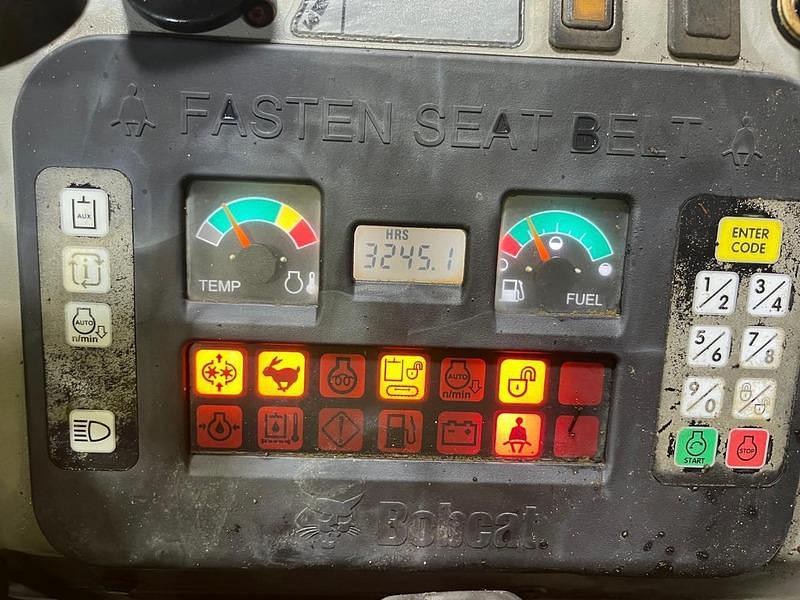 FASTEN SEAT BELT
AUX
i
AUTO
n/min
TEMP
HRS
3245.1
FUEL
ENTER
CODE
1/2
3/4
5/6
7/8
9/0
START
STOP
AUTO
n/min
Bobcat